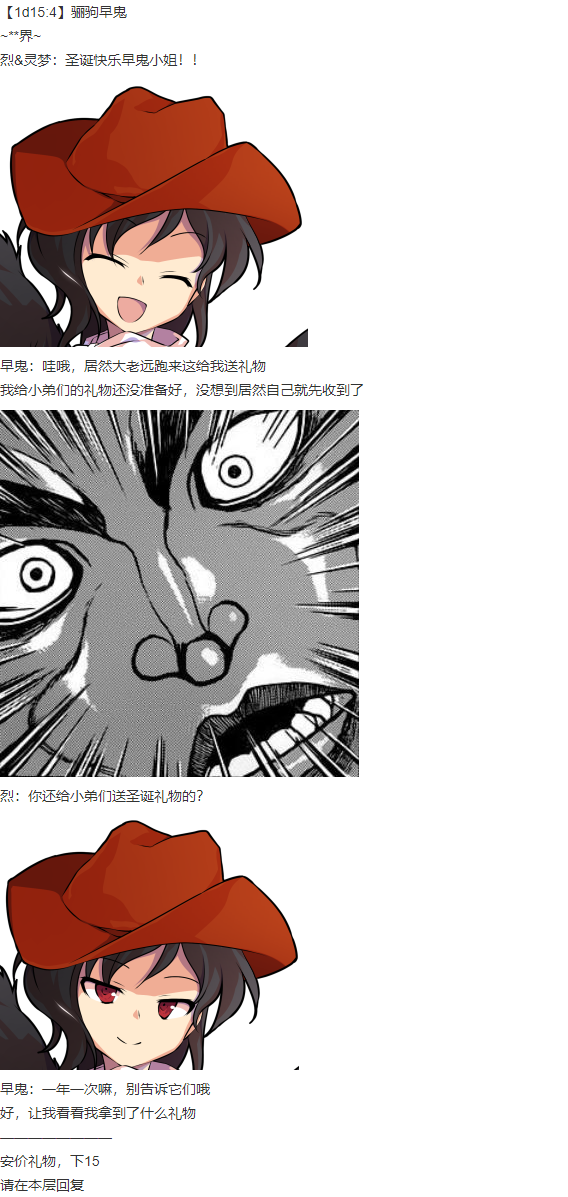 【1d15:4】骊驹早鬼
~**界~
烈&灵梦：圣诞快乐早鬼小姐！！
早鬼：哇哦，居然大老远跑来这给我送礼物
我给小弟们的礼物还没准备好，没想到居然自己就先收到了
烈：你还给小弟们送圣诞礼物的？
早鬼：一年一次嘛，别告诉它们哦
好，让我看看我拿到了什么礼物
————————
安价礼物，下15
请在本层回复